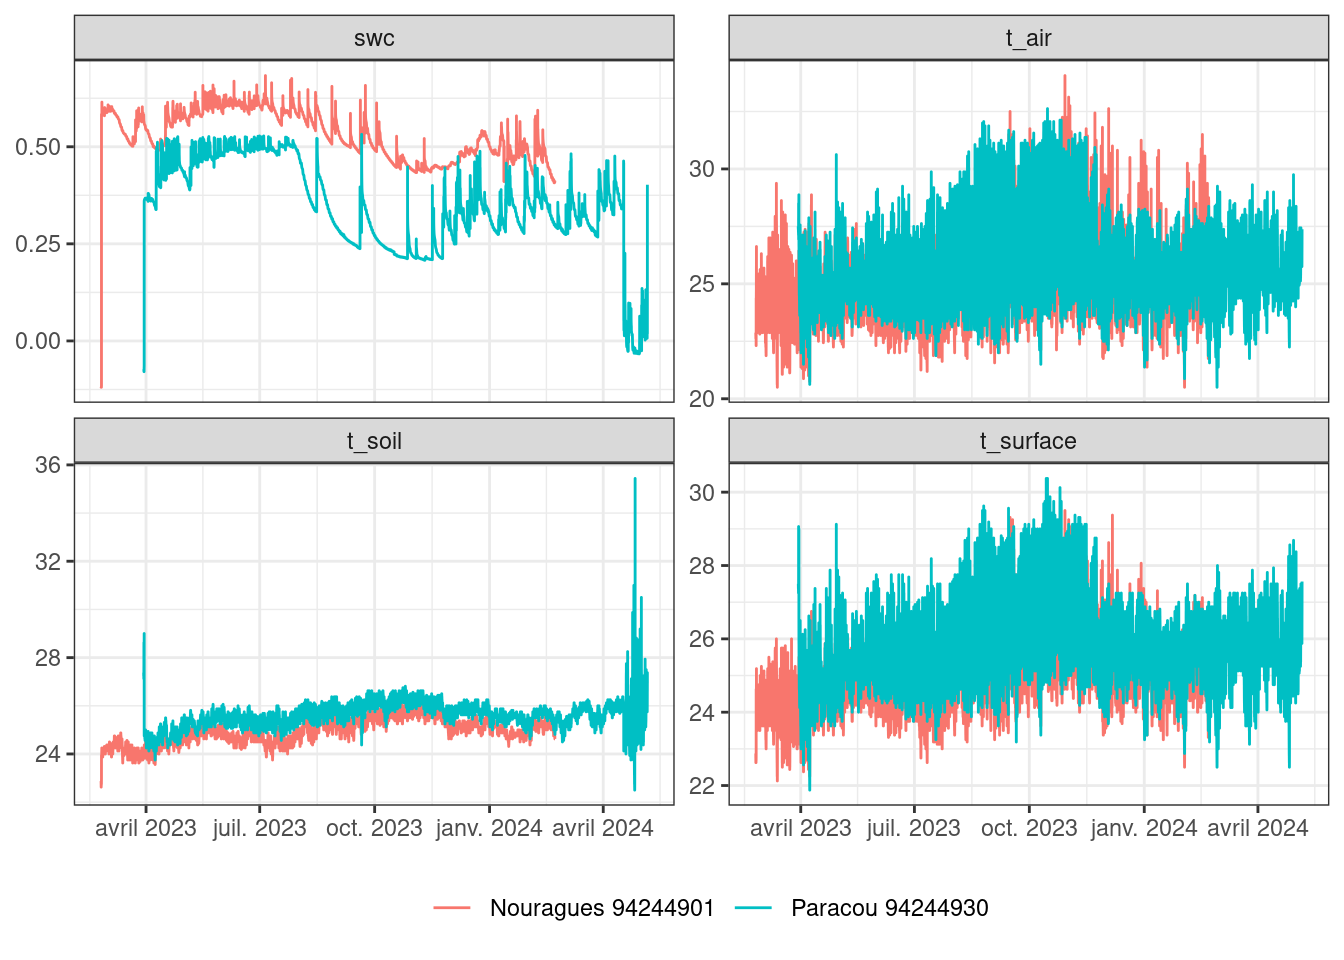 swc
t_air
0.50
0.25
0.00
30
25
20
t_soil
t_surface
36
32
28
24
30
28
26
24
22
avril 2023 juil. 2023 oct. 2023 janv. 2024 avril 2024
avril 2023 juil. 2023 oct. 2023 janv. 2024 avril 2024
Nouragues 94244901 Paracou 94244930